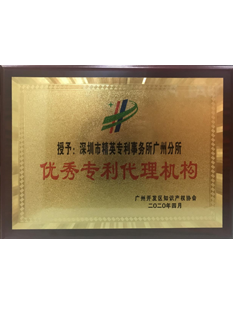 授予：深圳市精英专利事务所广州分所
优秀专利代理机构
广州开发区知识产权协会
二〇二〇年四月